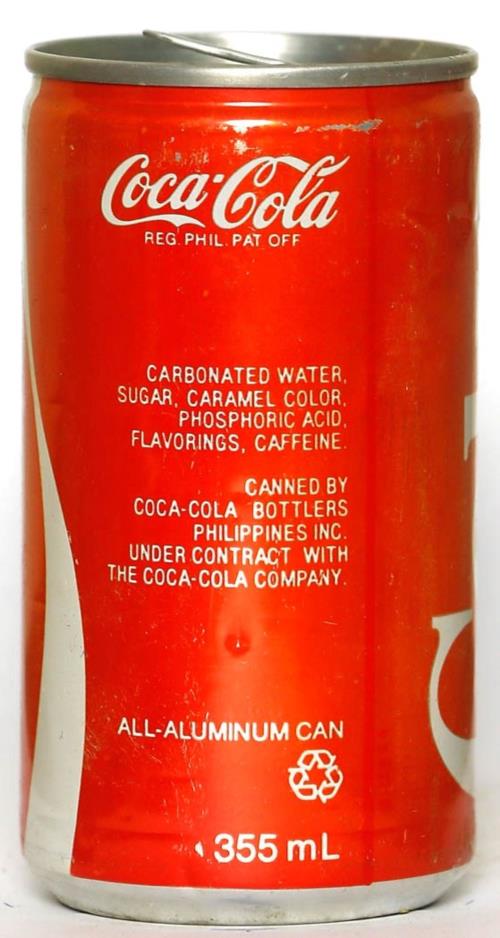 Coca-Cola
REG. PHIL. PAT OFF
CARBONATED WATER,
SUGAR, CARAMEL COLOR,
PHOSPHORIC ACID,
FLAVORINGS, CAFFEINE.
CANNED BY
COCA-COLA BOTTLERS
PHILIPPINES INC.
UNDER CONTRACT WITH
THE COCA-COLA COMPANY.
ALL-ALUMINUM CAN
355 mL